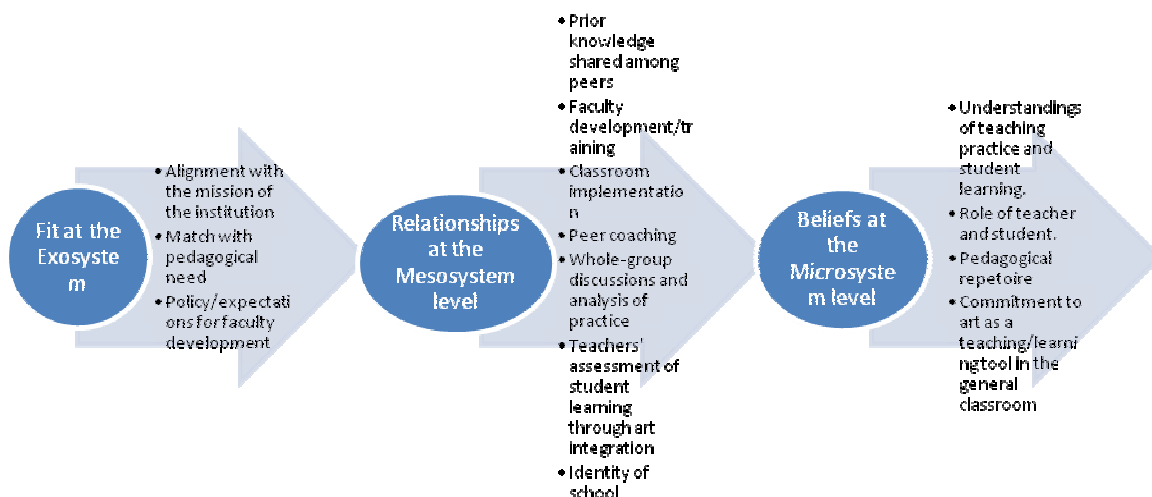 Fit at the
Exosyste
m
• Alignment with
the mission of
the institution
• Match with
pedagogical
need
• Policy/expectati
ons for faculty
development
Relationships
at the
Mesosystem
level
• Prior
knowledge
shared among
peers
• Faculty
development/tr
aining
• Classroom
implementatio
n
• Peer coaching
• Whole-group
discussions and
analysis of
practice
• Teachers'
assessment of
student
learning
through art
integration
• Identity of
school
Beliefs at
the
Microsyste
m level
• Understandings
of teaching
practice and
student
learning.
• Role of teacher
and student.
• Pedagogical
repetoire
• Commitment to
art as a
teaching/learni
ng tool in the
general
classroom